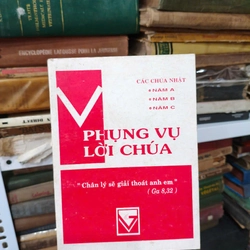 CÁC CHÚA NHẬT
NĂM A
NĂM B
NĂM C
PHỤNG VỤ
LỜI CHÚA
" Chân lý sẽ giải thoát anh em "
( Ga 8,32 )